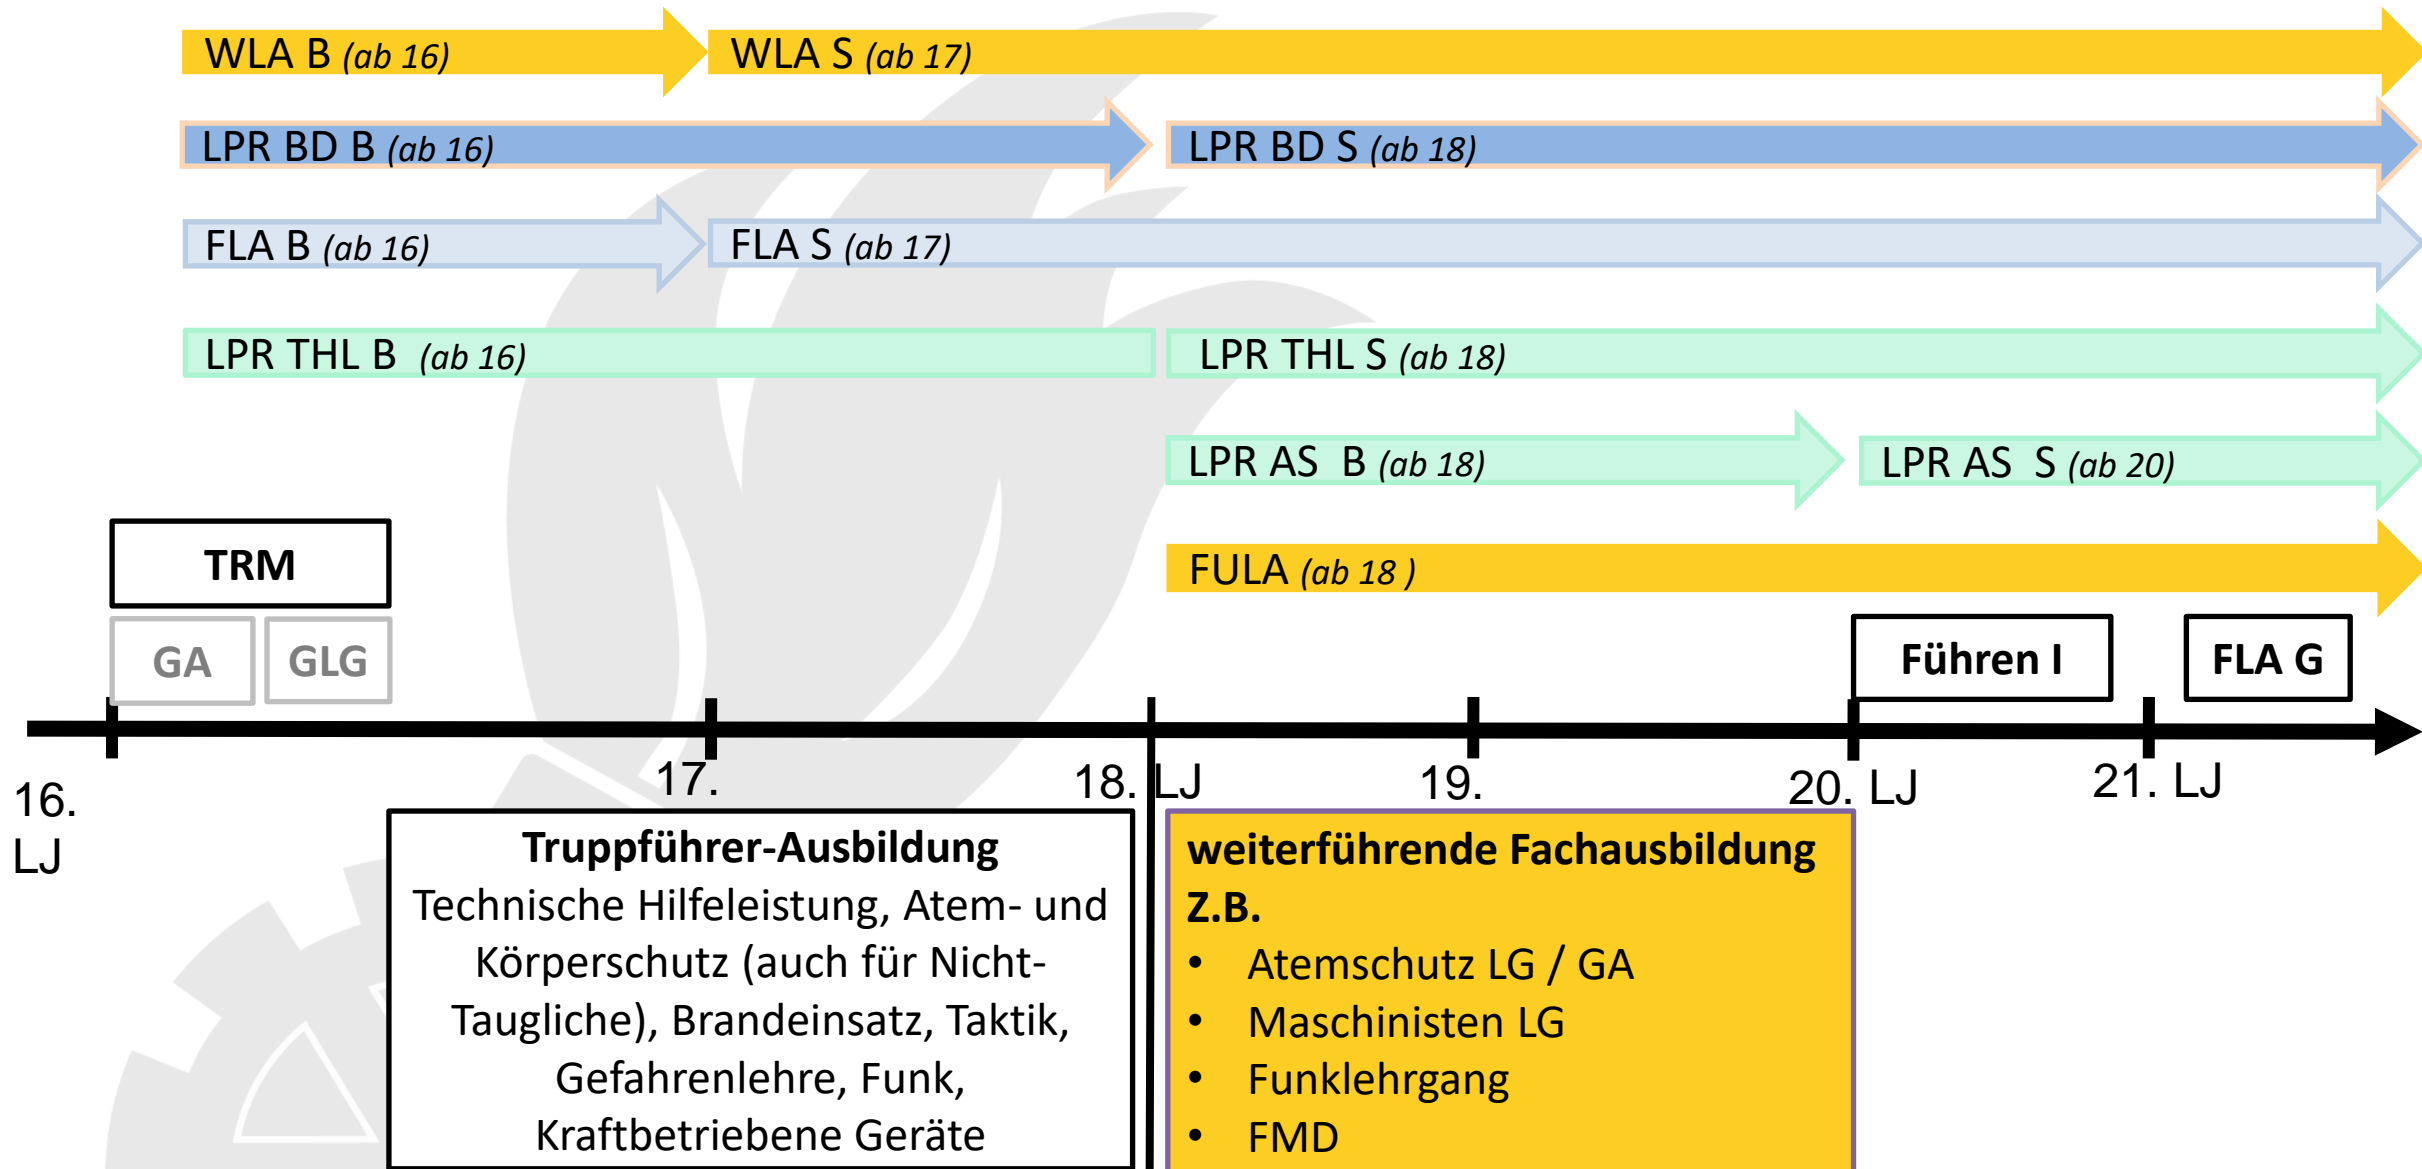 WLA B (ab 16)
WLA S (ab 17)
LPR BD B (ab 16)
LPR BD S (ab 18)
FLA B (ab 16)
FLA S (ab 17)
LPR THL B (ab 16)
LPR THL S (ab 18)
LPR AS B (ab 18)
LPR AS S (ab 20)
TRM
FULA (ab 18 )
GA
GLG
Führen I
FLA G
16.
LJ
17.
18. LJ
19.
20. LJ
21. LJ
Truppführer-Ausbildung
Technische Hilfeleistung, Atem- und
Körperschutz (auch für Nicht-
Taugliche), Brandeinsatz, Taktik,
Gefahrenlehre, Funk,
Kraftbetriebene Geräte
weiterführende Fachausbildung
Z.B.
• Atemschutz LG / GA
• Maschinisten LG
• Funklehrgang
• FMD